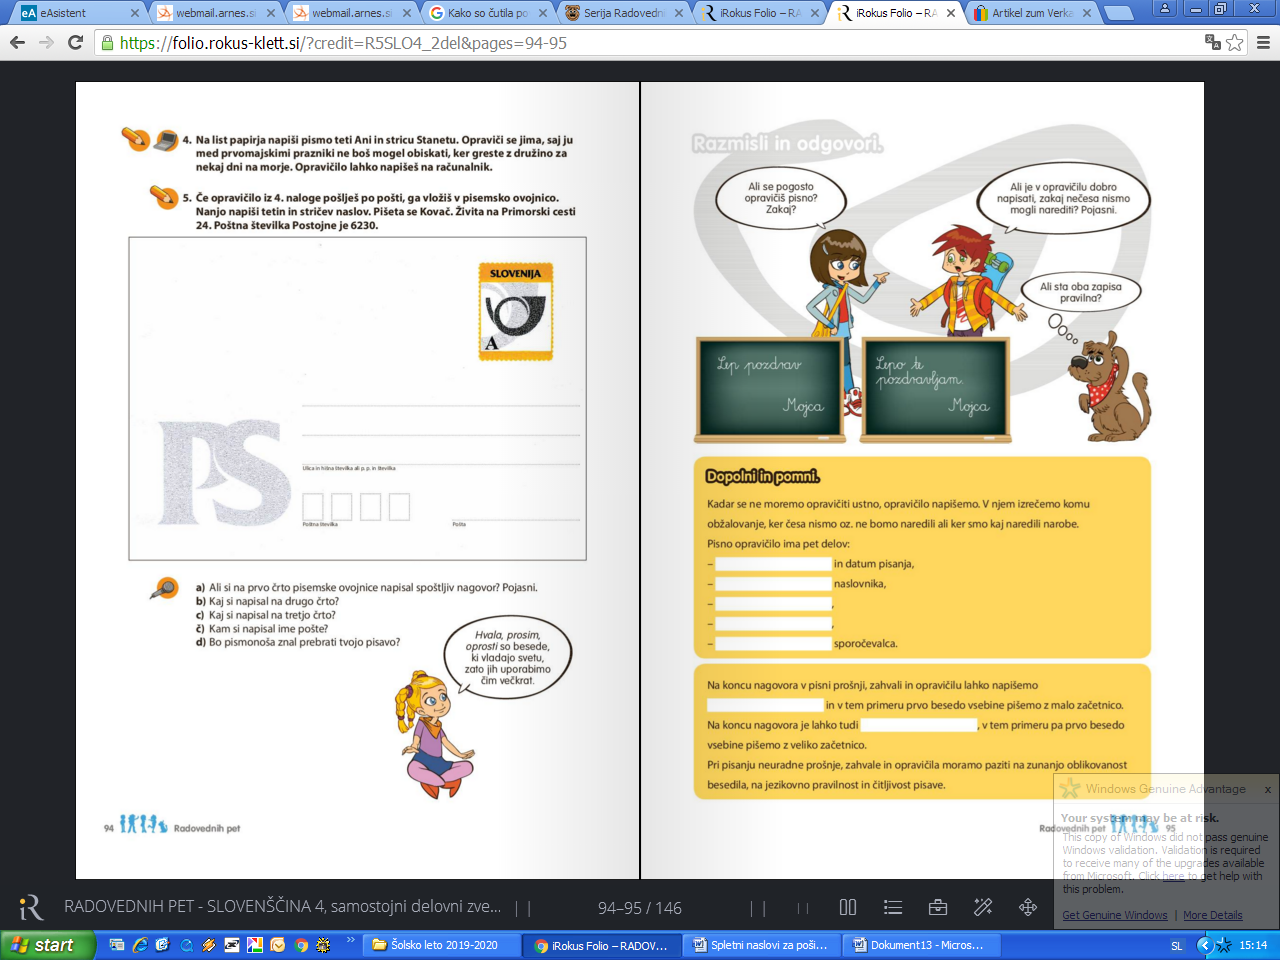 eAsistent
webmail.arnes.si
webmail.arnes.si
Kako so čutila po
Serija Radovedn
iRokus Folio – RA
iRokus Folio – RA
Artikel zum Verka
https://folio.rokus-klett.si/?credit=R5SLO4_2del&pages=94-95
4. Na list papirja napiši pismo teti Ani in stricu Stanetu. Opraviči se jima, saj ju
med prvomajskimi prazniki ne boš mogel obiskati, ker greste z družino za
nekaj dni na morje. Opravičilo lahko napišeš na računalnik.
5. Če opravičilo iz 4. naloge pošlješ po pošti, ga vložiš v pisemsko ovojnico.
Nanjo napiši tetin in stričev naslov. Pišeta se Kovač. Živita na Primorski cesti
24. Poštna številka Postojne je 6230.
SLOVENIJA
A
PS
Ulica in hišna številka ali p. p. in številka
Poštna številka
Pošta
a) Ali si na prvo črto pisemske ovojnice napisal spoštljiv nagovor? Pojasni.
b) Kaj si napisal na drugo črto?
c) Kaj si napisal na tretjo črto?
č) Kam si napisal ime pošte?
d) Bo pismonoša znal prebrati tvojo pisavo?
Hvala, prosim,
oprosti so besede,
ki vladajo svetu,
zato jih uporabimo
čim večkrat.
94
Radovednih pet
Razmisli in odgovori.
Ali se pogosto
opravičiš pisno?
Zakaj?
Ali je v opravičilu dobro
napisati, zakaj nečesa nismo
mogli narediti? Pojasni.
Ali sta oba zapisa
pravilna?
Lep pozdrav
Mojca
Lepo te
pozdravljam.
Mojca
Dopolni in pomni.
Kadar se ne moremo opravičiti ustno, opravičilo napišemo. V njem izrečemo komu
obžalovanje, ker česa nismo oz. ne bomo naredili ali ker smo kaj naredili narobe.
Pisno opravičilo ima pet delov:
– in datum pisanja,
– naslovnika,
– ,
– ,
– sporočevalca.
Na koncu nagovora v pisni prošnji, zahvali in opravičilu lahko napišemo
in v tem primeru prvo besedo vsebine pišemo z malo začetnico.
Na koncu nagovora je lahko tudi , v tem primeru pa prvo besedo
vsebine pišemo z veliko začetnico.
Pri pisanju neuradne prošnje, zahvale in opravičila moramo paziti na zunanjo oblikovanost
besedila, na jezikovno pravilnost in čitljivost pisave.
Radovednih pet
95
Windows Genuine Advantage x
Your system may be at risk.
This copy of Windows did not pass genuine
Windows validation. Validation is required
to receive many of the upgrades available
from Microsoft. Click here to get help with
this problem.
Get Genuine Windows | More Details
RADOVEDNIH PET - SLOVENŠČINA 4, samostojni delovni zve...
94–95 / 146
start
Šolsko leto 2019-2020
iRokus Folio – RADOV...
Spletni naslovi za poši...
Dokument13 - Micros...
SL
15:14